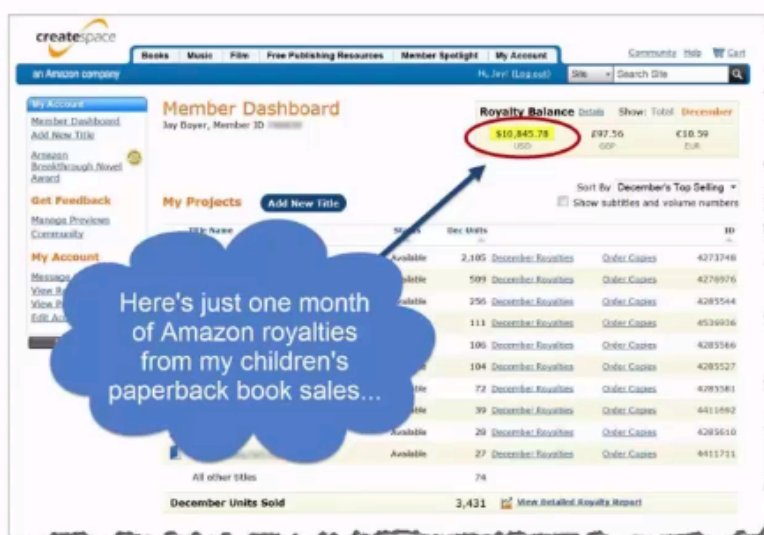 createspace
Books Music Film Free Publishing Resources Member Spotlight My Account Community Help Cart
an Amazon company Hi, Jay! (Log out) Site Search Site
My Account
Member Dashboard
Add New Title
Amazon
Breakthrough Novel
Award
Get Feedback
Manage Previews
Community
My Account
Message
View
View
Edit
Member Dashboard
Jay Boyer, Member ID
Royalty Balance Details Show: Total December
$10,845.78 £97.56 €10.59
USD GBP EUR
Sort By December's Top Selling
Show subtitles and volume numbers
My Projects Add New Title
Title Name Status Dec Units ID
Available 2,105 December Royalties Order Copies 4273748
Available 509 December Royalties Order Copies 4276976
Available 256 December Royalties Order Copies 4285544
111 December Royalties Order Copies 4536936
106 December Royalties Order Copies 4285566
104 December Royalties Order Copies 4285527
72 December Royalties Order Copies 4285581
39 December Royalties Order Copies 4411692
Available 28 December Royalties Order Copies 4285610
Available 27 December Royalties Order Copies 4411711
All other titles 74
December Units Sold 3,431 View Detailed Royalty Report
Here's just one month
of Amazon royalties
from my children's
paperback book sales...